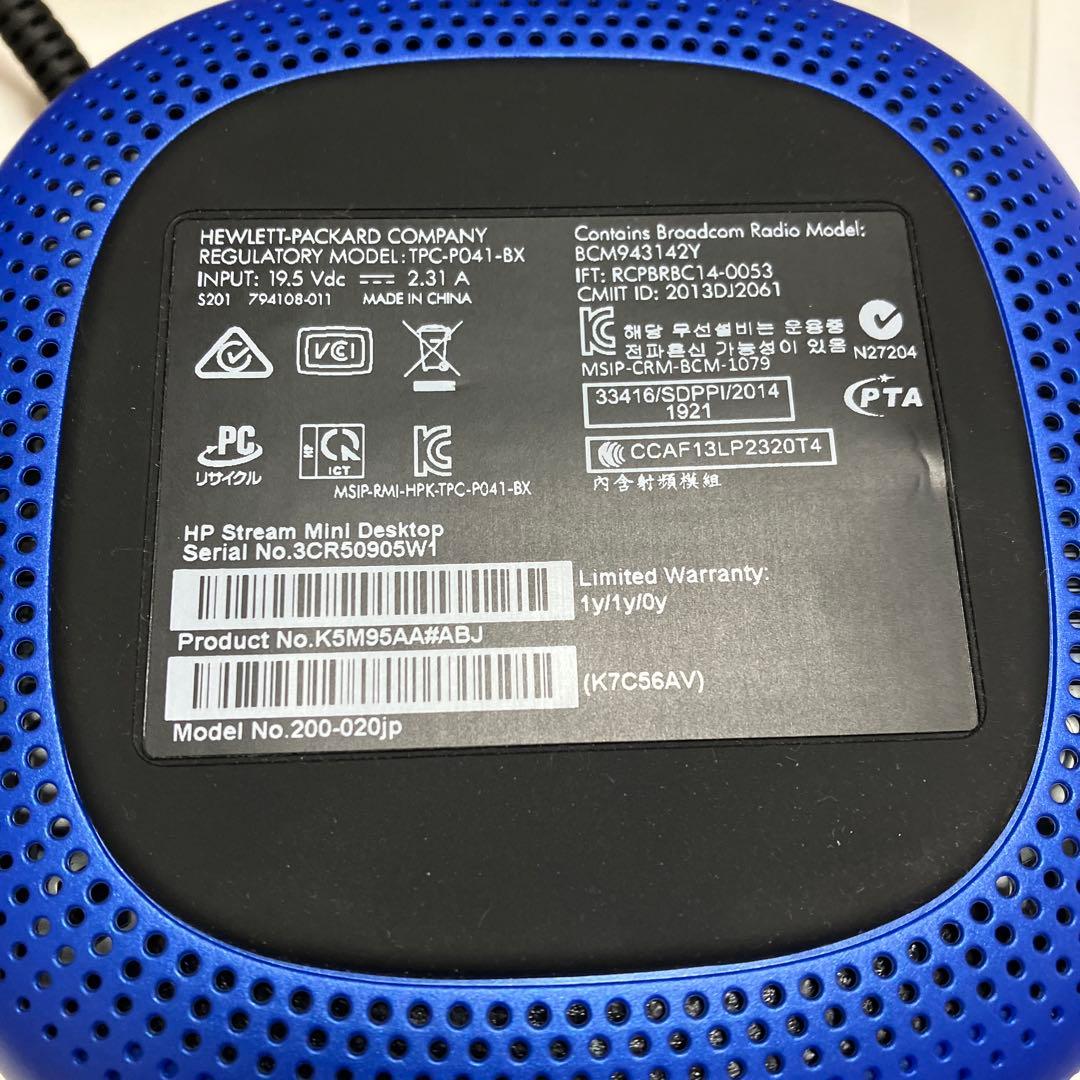 HEWLETT-PACKARD COMPANY
REGULATORY MODEL: TPC-P041-BX
INPUT: 19.5 Vdc ⎓ 2.31 A
S201 794108-011 MADE IN CHINA
VCI
PC
リサイクル
ICT
MSIP-RMI-HPK-TPC-P041-BX
Contains Broadcom Radio Model:
BCM943142Y
IFT: RCPBRBC14-0053
CMIIT ID: 2013DJ2061
해당 무선설비는 운용중
전파혼신 가능성이 있음
MSIP-CRM-BCM-1079
N27204
33416/SDPPI/2014
1921
PTA
CCAF13LP2320T4
內含射頻模組
HP Stream Mini Desktop
Serial No.3CR50905W1
Limited Warranty:
1y/1y/0y
Product No.K5M95AA#ABJ
(K7C56AV)
Model No.200-020jp